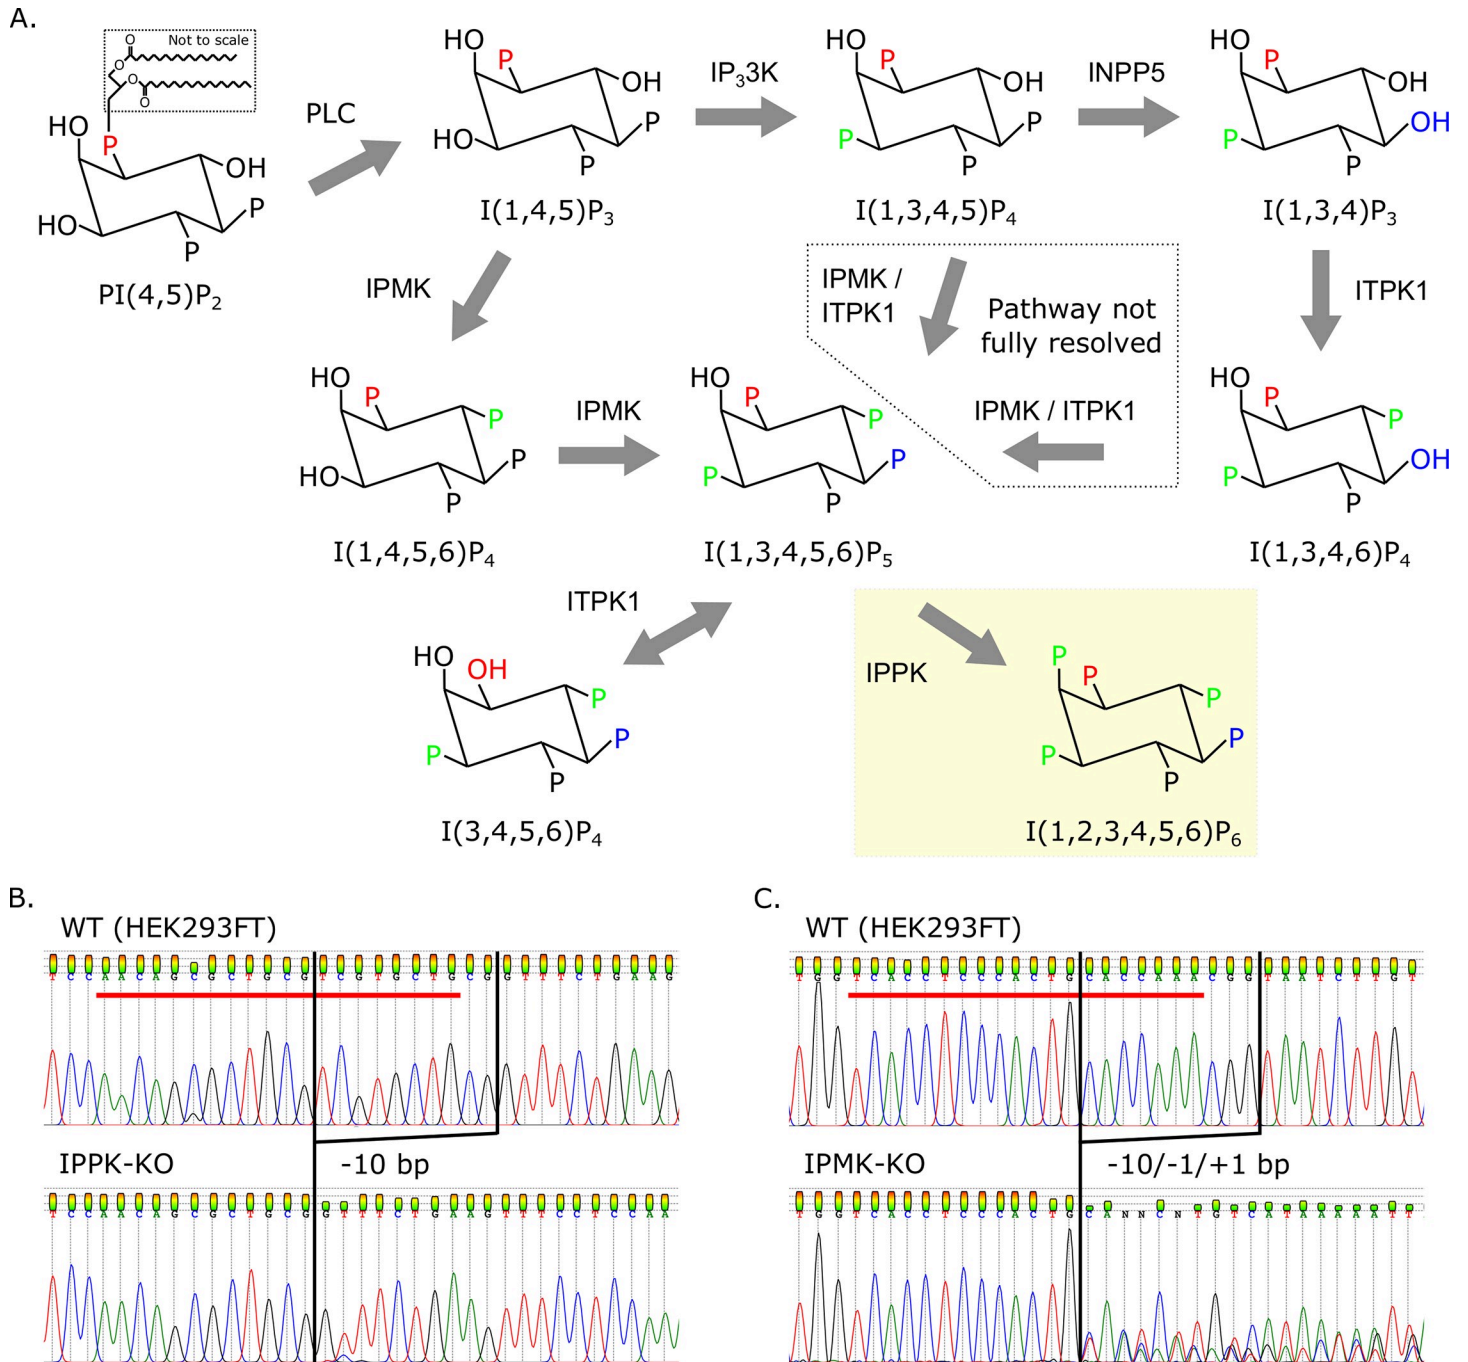 A.
Not to scale
O
O
O
O
HO
P
OH
HO
P
P
PI(4,5)P₂
PLC
HO
P
OH
HO
P
P
I(1,4,5)P₃
IP₃3K
HO
P
OH
P
P
P
I(1,3,4,5)P₄
INPP5
HO
P
OH
OH
P
P
I(1,3,4)P₃
IPMK
IPMK /
ITPK1
Pathway not
fully resolved
ITPK1
HO
P
P
P
HO
P
I(1,4,5,6)P₄
IPMK
HO
P
P
P
P
P
I(1,3,4,5,6)P₅
IPMK / ITPK1
HO
P
P
OH
P
P
I(1,3,4,6)P₄
ITPK1
HO
OH
P
P
P
P
I(3,4,5,6)P₄
IPPK
P
P
P
P
P
P
I(1,2,3,4,5,6)P₆
B.
WT (HEK293FT)
T C C A A C A G C G C T G C G T C G T G C T G C G G T T T C T G A A G
IPPK-KO
-10 bp
T C C A A C A G C G C T G C G G T T T C T G A A G T T T C C T C C A A
C.
WT (HEK293FT)
T G G T C A C C T C C C A C T G C A C C A A A C G G T A A T C T T G T
IPMK-KO
-10/-1/+1 bp
T G G T C A C C T C C C A C T G C A N N C N T G T C A T A A A A A T T